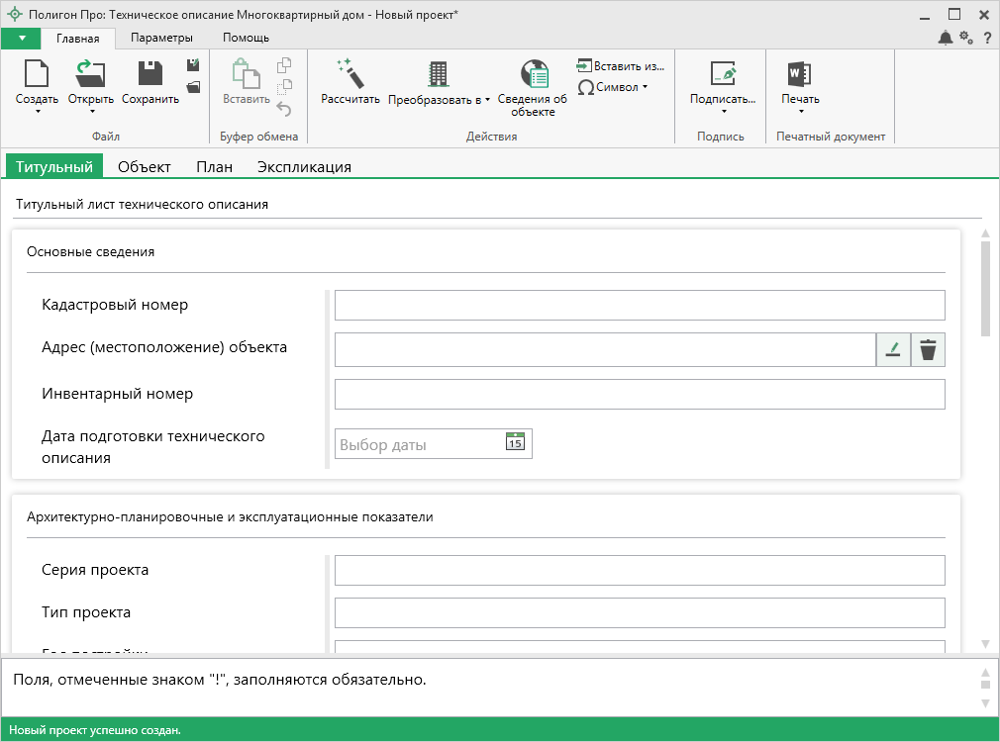 Полигон Про: Техническое описание Многоквартирный дом - Новый проект*
Главная Параметры Помощь
?
Создать Открыть Сохранить
Вставить
Рассчитать Преобразовать в Сведения об объекте
Вставить из...
Символ
Подписать...
Печать
Файл Буфер обмена Действия Подпись Печатный документ
Титульный Объект План Экспликация
Титульный лист технического описания
Основные сведения
Кадастровый номер
Адрес (местоположение) объекта
Инвентарный номер
Дата подготовки технического
описания
Выбор даты 15
Архитектурно-планировочные и эксплуатационные показатели
Серия проекта
Тип проекта
Год постройки
Поля, отмеченные знаком "!", заполняются обязательно.
Новый проект успешно создан.